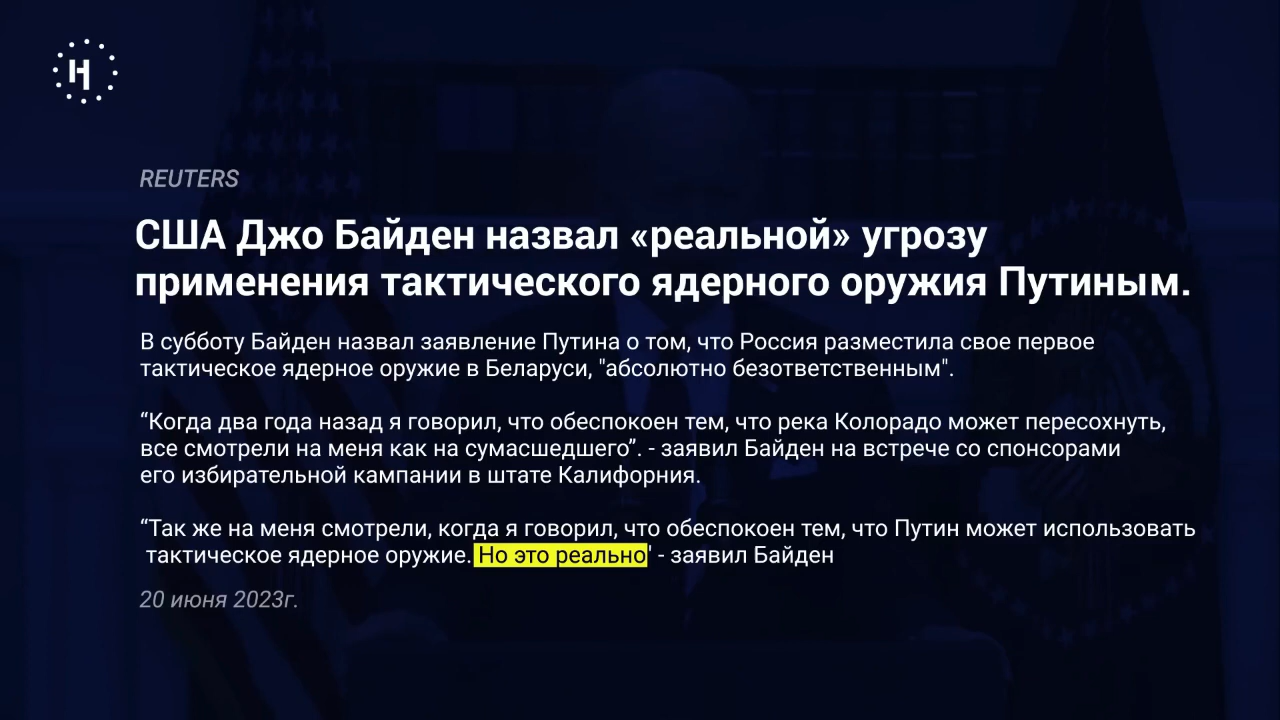 REUTERS
США Джо Байден назвал «реальной» угрозу
применения тактического ядерного оружия Путиным.
В субботу Байден назвал заявление Путина о том, что Россия разместила свое первое
тактическое ядерное оружие в Беларуси, "абсолютно безответственным".
“Когда два года назад я говорил, что обеспокоен тем, что река Колорадо может пересохнуть,
все смотрели на меня как на сумасшедшего”. - заявил Байден на встрече со спонсорами
его избирательной кампании в штате Калифорния.
“Так же на меня смотрели, когда я говорил, что обеспокоен тем, что Путин может использовать
тактическое ядерное оружие. Но это реально' - заявил Байден
20 июня 2023г.